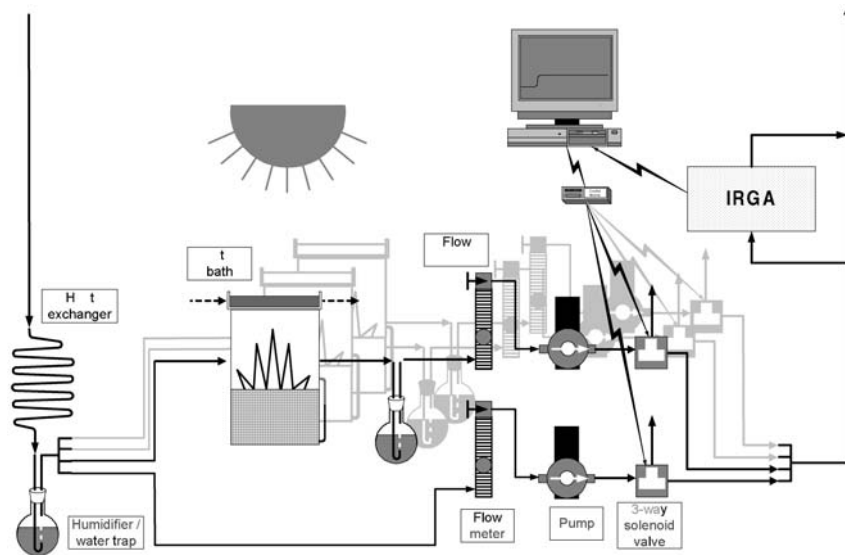 IRGA
Flow
t
bath
H t
exchanger
Humidifier /
water trap
Flow
meter
Pump
3-way
solenoid
valve